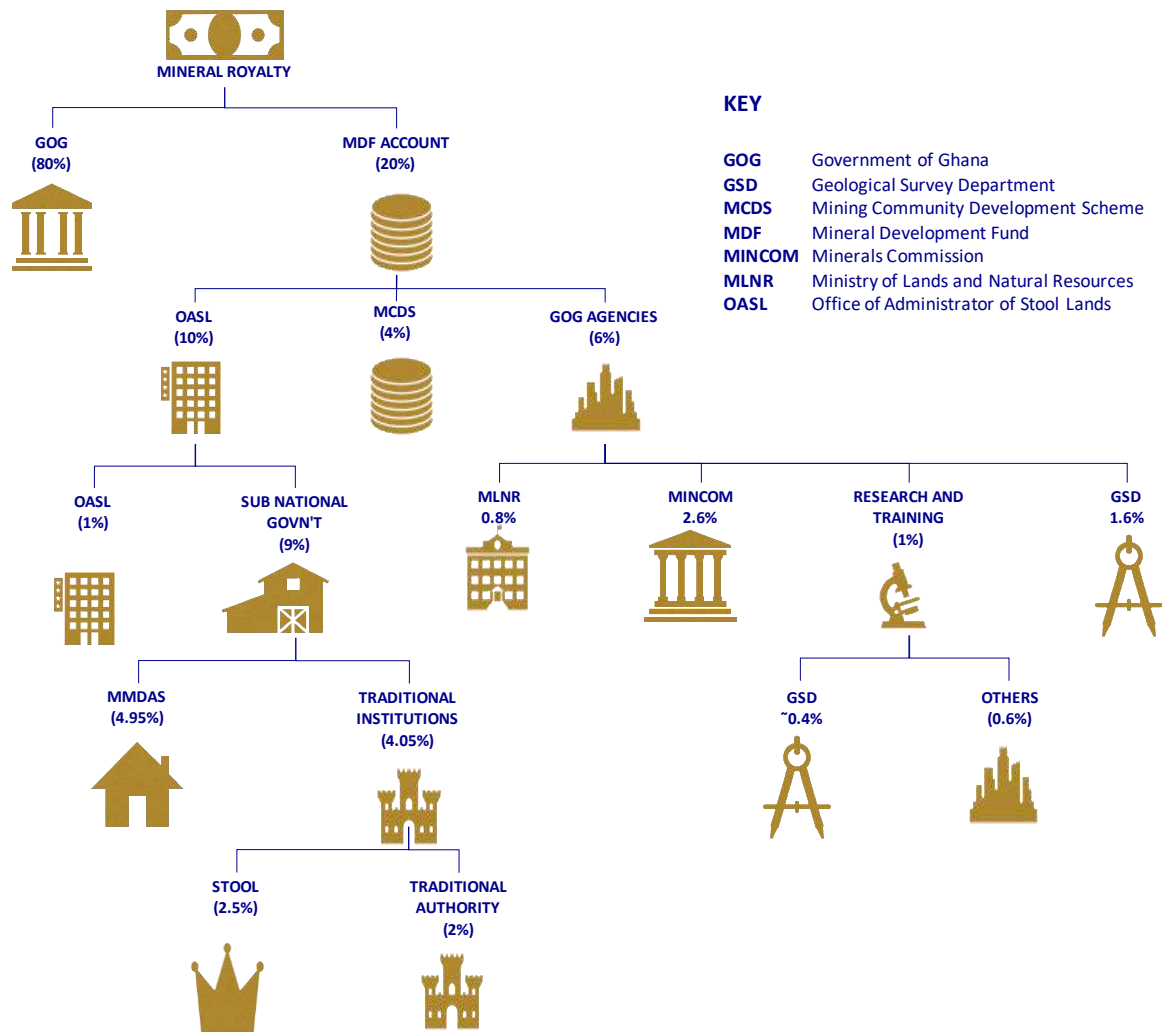 MINERAL ROYALTY
KEY
GOG
(80%)
MDF ACCOUNT
(20%)
GOG Government of Ghana
GSD Geological Survey Department
MCDS Mining Community Development Scheme
MDF Mineral Development Fund
MINCOM Minerals Commission
MLNR Ministry of Lands and Natural Resources
OASL Office of Administrator of Stool Lands
OASL
(10%)
MCDS
(4%)
GOG AGENCIES
(6%)
OASL
(1%)
SUB NATIONAL
GOVN'T
(9%)
MLNR
0.8%
MINCOM
2.6%
RESEARCH AND
TRAINING
(1%)
GSD
1.6%
MMDAS
(4.95%)
TRADITIONAL
INSTITUTIONS
(4.05%)
GSD
~0.4%
OTHERS
(0.6%)
STOOL
(2.5%)
TRADITIONAL
AUTHORITY
(2%)